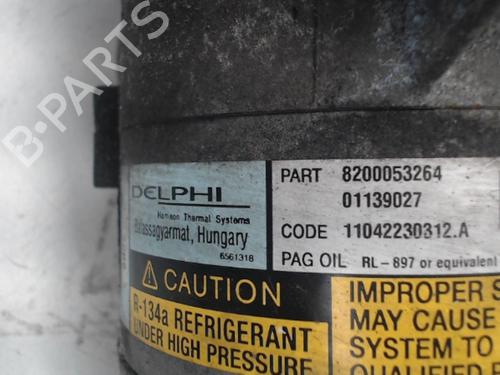 B-PARTS
DELPHI
Harrison Thermal Systems
Balassagyarmat, Hungary
6561318
PART 8200053264
01139027
CODE 11042230312.A
PAG OIL RL-897 or equivalent
CAUTION
R-134a REFRIGERANT
UNDER HIGH PRESSURE
IMPROPER S
MAY CAUSE
SYSTEM TO
QUALIFIED